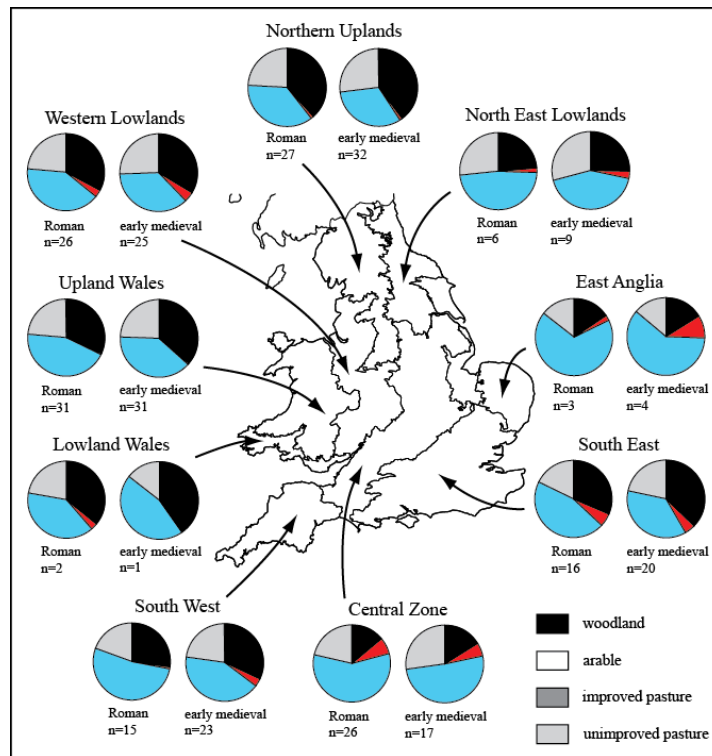 Northern Uplands
Roman
n=27
early medieval
n=32
Western Lowlands
Roman
n=26
early medieval
n=25
North East Lowlands
Roman
n=6
early medieval
n=9
Upland Wales
Roman
n=31
early medieval
n=31
East Anglia
Roman
n=3
early medieval
n=4
Lowland Wales
Roman
n=2
early medieval
n=1
South East
Roman
n=16
early medieval
n=20
South West
Roman
n=15
early medieval
n=23
Central Zone
Roman
n=26
early medieval
n=17
woodland
arable
improved pasture
unimproved pasture